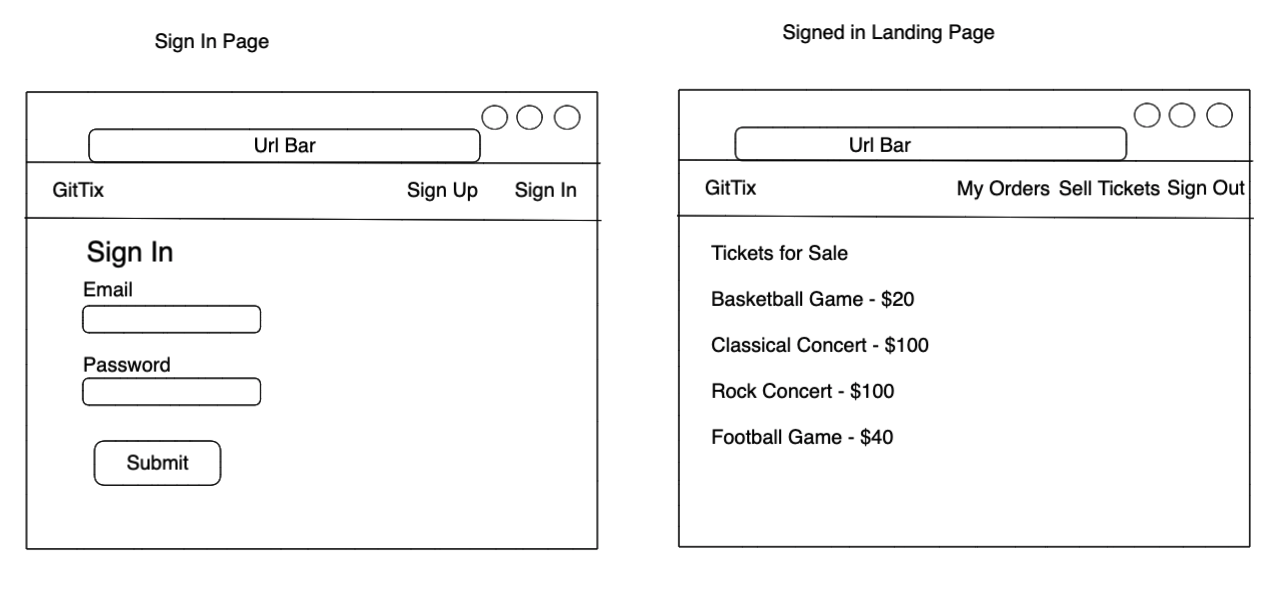 Sign In Page
Url Bar
GitTix Sign Up Sign In
Sign In
Email
Password
Submit
Signed in Landing Page
Url Bar
GitTix My Orders Sell Tickets Sign Out
Tickets for Sale
Basketball Game - $20
Classical Concert - $100
Rock Concert - $100
Football Game - $40